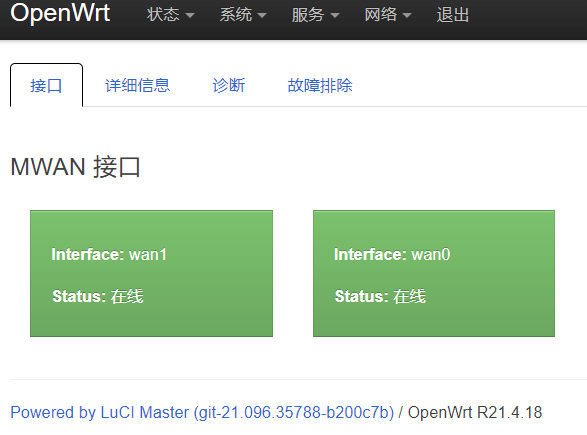 OpenWrt 状态 系统 服务 网络 退出
接口 详细信息 诊断 故障排除
MWAN 接口
Interface: wan1 Interface: wan0
Status: 在线 Status: 在线
Powered by LuCI Master (git-21.096.35788-b200c7b) / OpenWrt R21.4.18